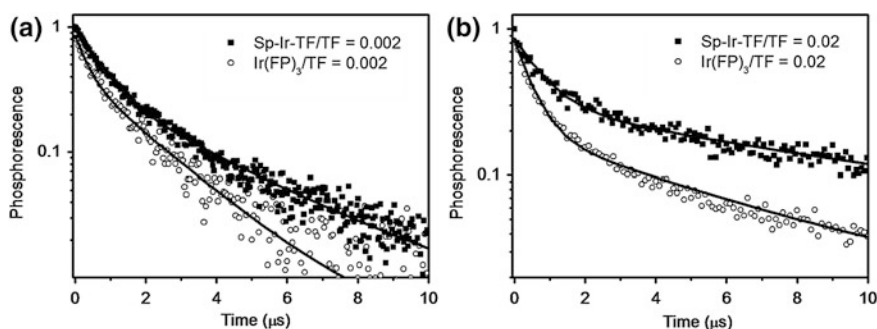 (a)
Phosphorescence
1
0.1
■ Sp-Ir-TF/TF = 0.002
○ Ir(FP)₃/TF = 0.002
0 2 4 6 8 10
Time (μs)
(b)
Phosphorescence
1
0.1
■ Sp-Ir-TF/TF = 0.02
○ Ir(FP)₃/TF = 0.02
0 2 4 6 8 10
Time (μs)